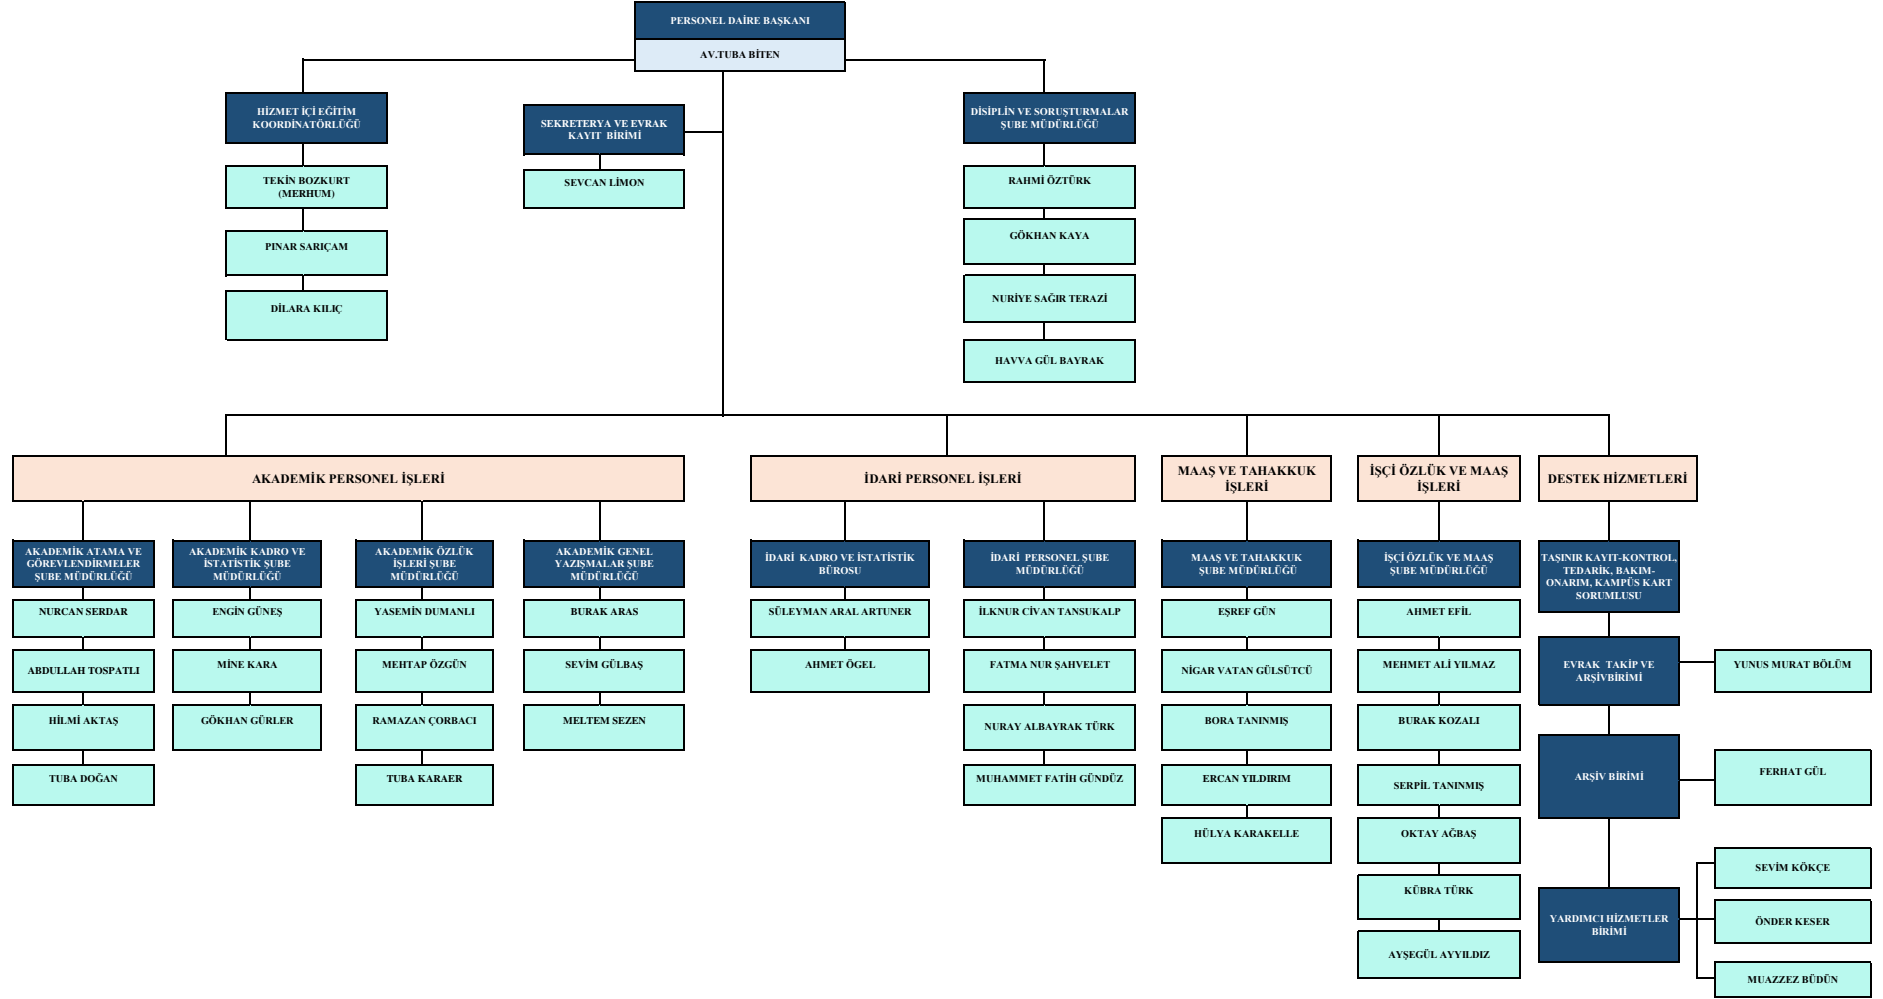 PERSONEL DAİRE BAŞKANI
AV.TUBA BİTEN
HİZMET İÇİ EĞİTİM
KOORDİNATÖRLÜĞÜ
TEKİN BOZKURT
(MERHUM)
PINAR SARIÇAM
DİLARA KILIÇ
SEKRETERYA VE EVRAK
KAYIT BİRİMİ
SEVCAN LİMON
DİSİPLİN VE SORUŞTURMALAR
ŞUBE MÜDÜRLÜĞÜ
RAHMİ ÖZTÜRK
GÖKHAN KAYA
NURİYE SAĞIR TERAZİ
HAVVA GÜL BAYRAK
AKADEMİK PERSONEL İŞLERİ
AKADEMİK ATAMA VE
GÖREVLENDİRMELER
ŞUBE MÜDÜRLÜĞÜ
NURCAN SERDAR
ABDULLAH TOSPATLI
HİLMİ AKTAŞ
TUBA DOĞAN
AKADEMİK KADRO VE
İSTATİSTİK ŞUBE
MÜDÜRLÜĞÜ
ENGİN GÜNEŞ
MİNE KARA
GÖKHAN GÜRLER
AKADEMİK ÖZLÜK
İŞLERİ ŞUBE
MÜDÜRLÜĞÜ
YASEMİN DUMANLI
MEHTAP ÖZGÜN
RAMAZAN ÇORBACI
TUBA KARAER
AKADEMİK GENEL
YAZIŞMALAR ŞUBE
MÜDÜRLÜĞÜ
BURAK ARAS
SEVİM GÜLBAŞ
MELTEM SEZEN
İDARİ PERSONEL İŞLERİ
İDARİ KADRO VE İSTATİSTİK
BÜROSU
SÜLEYMAN ARAL ARTUNER
AHMET ÖGEL
İDARİ PERSONEL ŞUBE
MÜDÜRLÜĞÜ
İLKNUR CİVAN TANSUKALP
FATMA NUR ŞAHVELET
NURAY ALBAYRAK TÜRK
MUHAMMET FATİH GÜNDÜZ
MAAŞ VE TAHAKKUK
İŞLERİ
MAAŞ VE TAHAKKUK
ŞUBE MÜDÜRLÜĞÜ
EŞREF GÜN
NİGAR VATAN GÜLSÜTCÜ
BORA TANINMIŞ
ERCAN YILDIRIM
HÜLYA KARAKELLE
İŞÇİ ÖZLÜK VE MAAŞ
İŞLERİ
İŞÇİ ÖZLÜK VE MAAŞ
ŞUBE MÜDÜRLÜĞÜ
AHMET EFİL
MEHMET ALİ YILMAZ
BURAK KOZALI
SERPİL TANINMIŞ
OKTAY AĞBAŞ
KÜBRA TÜRK
AYŞEGÜL AYYILDIZ
DESTEK HİZMETLERİ
TAŞINIR KAYIT-KONTROL,
TEDARİK, BAKIM-
ONARIM, KAMPÜS KART
SORUMLUSU
EVRAK TAKİP VE
ARŞİVBİRİMİ
YUNUS MURAT BÖLÜM
ARŞİV BİRİMİ
FERHAT GÜL
YARDIMCI HİZMETLER
BİRİMİ
SEVİM KÖKÇE
ÖNDER KESER
MUAZZEZ BÜDÜN